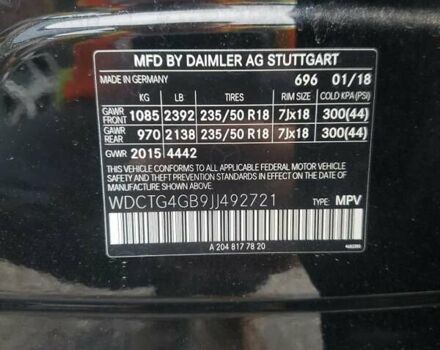 MFD BY DAIMLER AG STUTTGART
MADE IN GERMANY 696 01/18
KG LB TIRES RIM SIZE COLD KPA(PSI)
GAWR FRONT 1085 2392 235/50 R18 7Jx18 300(44)
GAWR REAR 970 2138 235/50 R18 7Jx18 300(44)
GVWR 2015 4442
THIS VEHICLE CONFORMS TO ALL
APPLICABLE FEDERAL MOTOR VEHICLE
SAFETY AND THEFT PREVENTION
STANDARDS IN EFFECT ON THE DATE OF
MANUFACTURE SHOWN ABOVE.
WDCTG4GB9JJ492721 TYPE: MPV
A 204 817 78 20